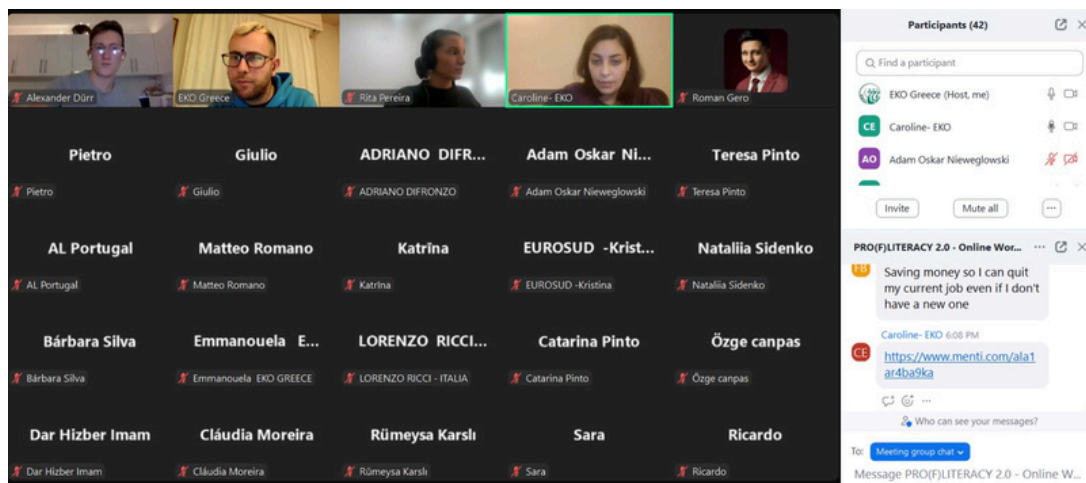 Alexander Dürr
EKO Greece
Rita Pereira
Caroline- EKO
Roman Gero
Pietro
Giulio
ADRIANO DIFR...
Adam Oskar Ni...
Teresa Pinto
Pietro
Giulio
ADRIANO DIFRONZO
Adam Oskar Nieweglowski
Teresa Pinto
AL Portugal
Matteo Romano
Katrīna
EUROSUD -Krist...
Nataliia Sidenko
AL Portugal
Matteo Romano
Katrīna
EUROSUD -Kristina
Nataliia Sidenko
Bárbara Silva
Emmanouela E...
LORENZO RICCI...
Catarina Pinto
Özge canpas
Bárbara Silva
Emmanouela EKO GREECE
LORENZO RICCI - ITALIA
Catarina Pinto
Özge canpas
Dar Hizber Imam
Cláudia Moreira
Rümeysa Karslı
Sara
Ricardo
Dar Hizber Imam
Cláudia Moreira
Rümeysa Karslı
Sara
Ricardo
Participants (42)
Find a participant
EKO Greece (Host, me)
CE
Caroline- EKO
AO
Adam Oskar Nieweglowski
Invite
Mute all
...
PRO(F)LITERACY 2.0 - Online Wor...
...
FB
Saving money so I can quit
my current job even if I don't
have a new one
Caroline- EKO 6:08 PM
CE
https://www.menti.com/ala1
ar4ba9ka
...
Who can see your messages?
To: Meeting group chat
Message PRO(F)LITERACY 2.0 - Online W...